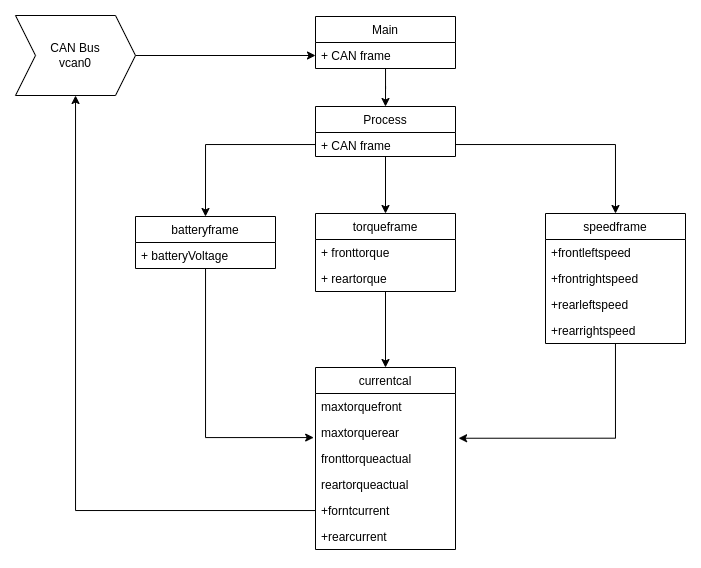 CAN Bus
vcan0
Main
+ CAN frame
Process
+ CAN frame
batteryframe
+ batteryVoltage
torqueframe
+ fronttorque
+ reartorque
speedframe
+frontleftspeed
+frontrightspeed
+rearleftspeed
+rearrightspeed
currentcal
maxtorquefront
maxtorquerear
fronttorqueactual
reartorqueactual
+forntcurrent
+rearcurrent